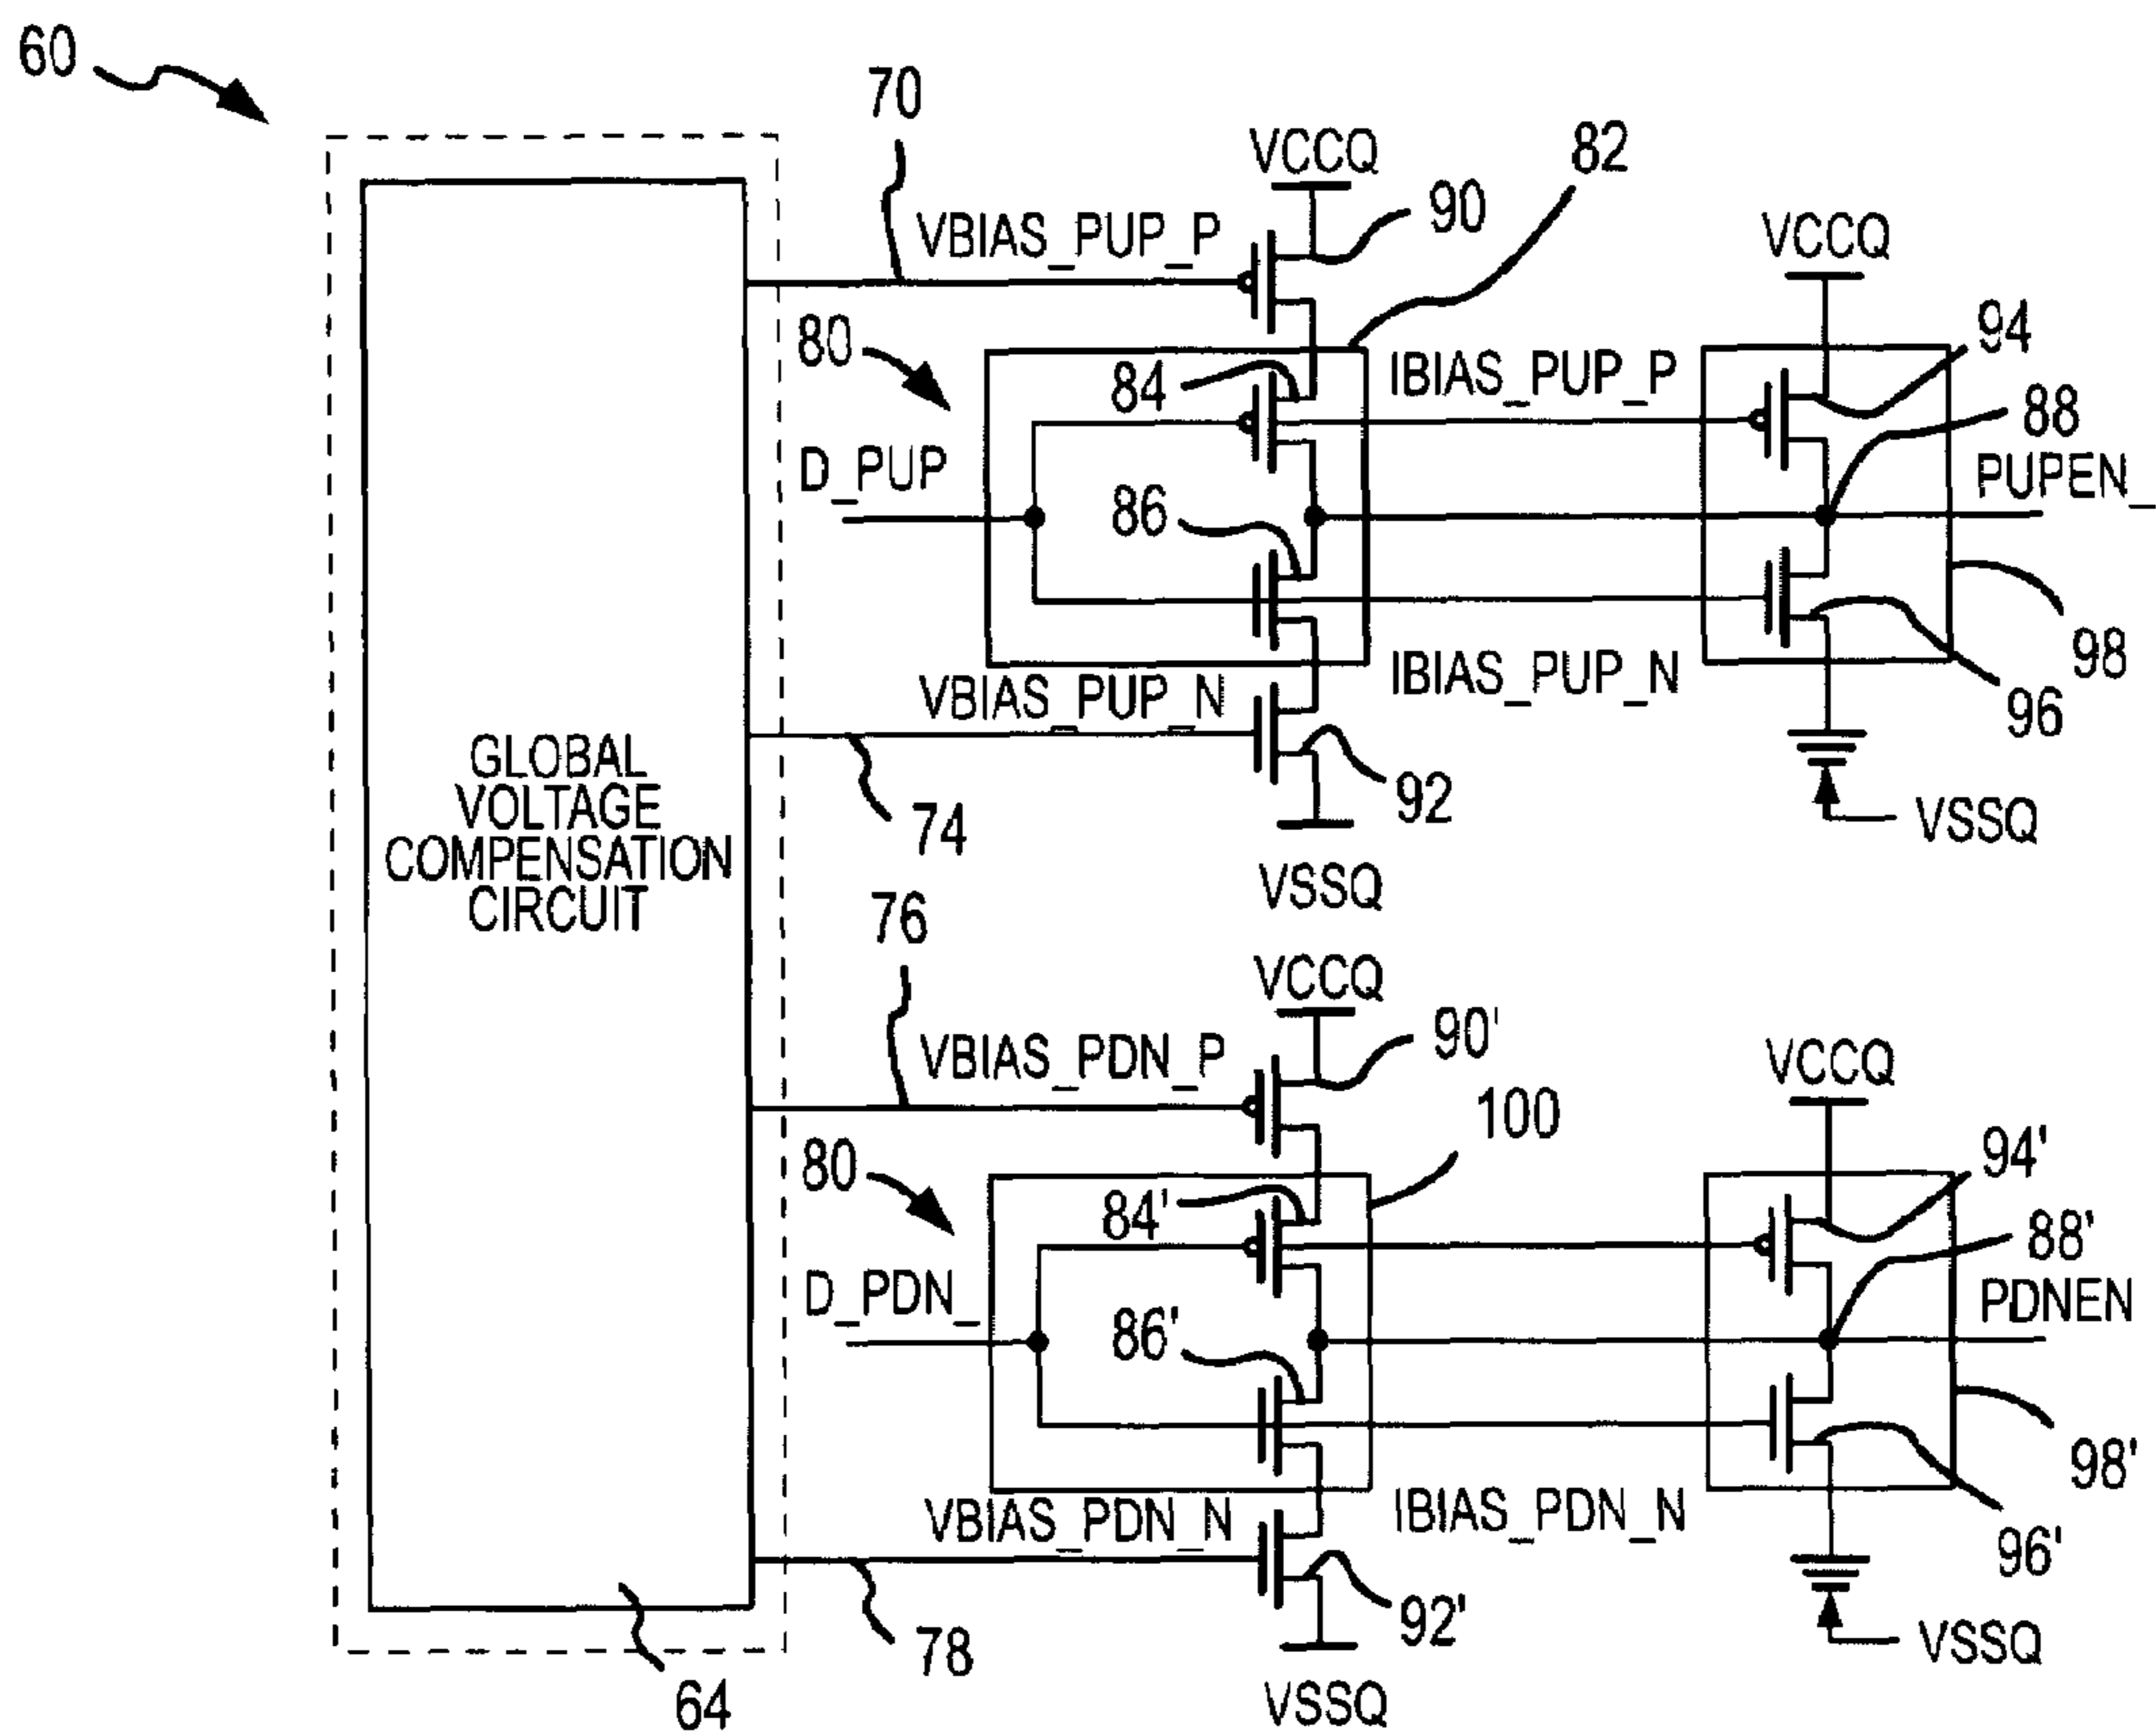 60
70
VCCQ
82
VBIAS_PUP_P
90
VCCQ
80
84
IBIAS_PUP_P
94
88
D_PUP
86
PUPEN_
VBIAS_PUP_N
IBIAS_PUP_N
98
96
GLOBAL
VOLTAGE
COMPENSATION
CIRCUIT
74
92
VSSQ
76
VSSQ
VCCQ
VBIAS_PDN_P
90'
VCCQ
100
80
84'
94'
88'
D_PDN_
86'
PDNEN
VBIAS_PDN_N
IBIAS_PDN_N
98'
96'
78
92'
VSSQ
64
VSSQ